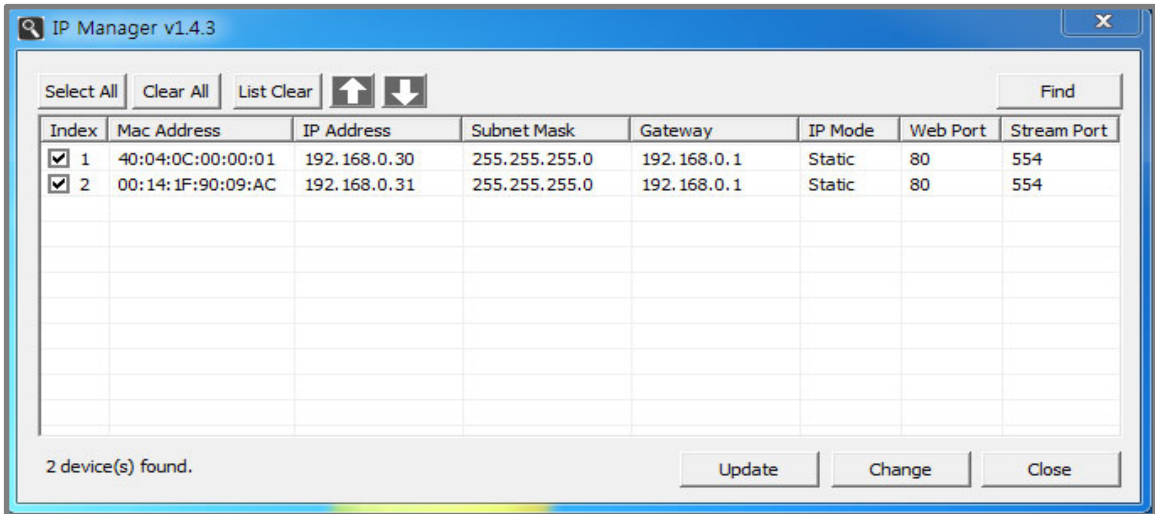 IP Manager v1.4.3
x
Select All Clear All List Clear Find
Index Mac Address IP Address Subnet Mask Gateway IP Mode Web Port Stream Port
1 40:04:0C:00:00:01 192.168.0.30 255.255.255.0 192.168.0.1 Static 80 554
2 00:14:1F:90:09:AC 192.168.0.31 255.255.255.0 192.168.0.1 Static 80 554
2 device(s) found. Update Change Close